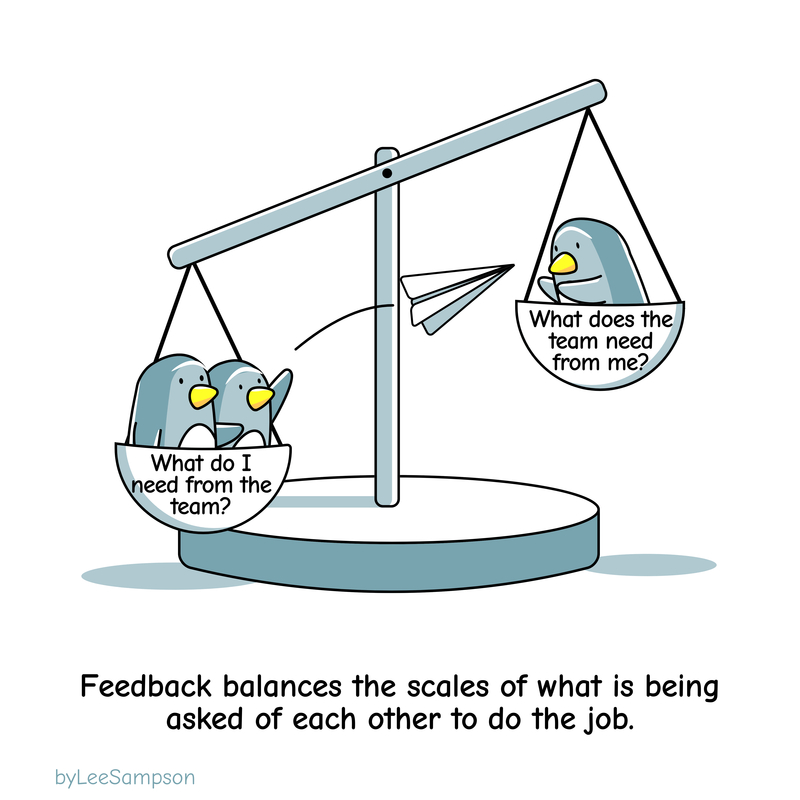 What does the
team need
from me?
What do I
need from the
team?
Feedback balances the scales of what is being
asked of each other to do the job.
byLeeSampson